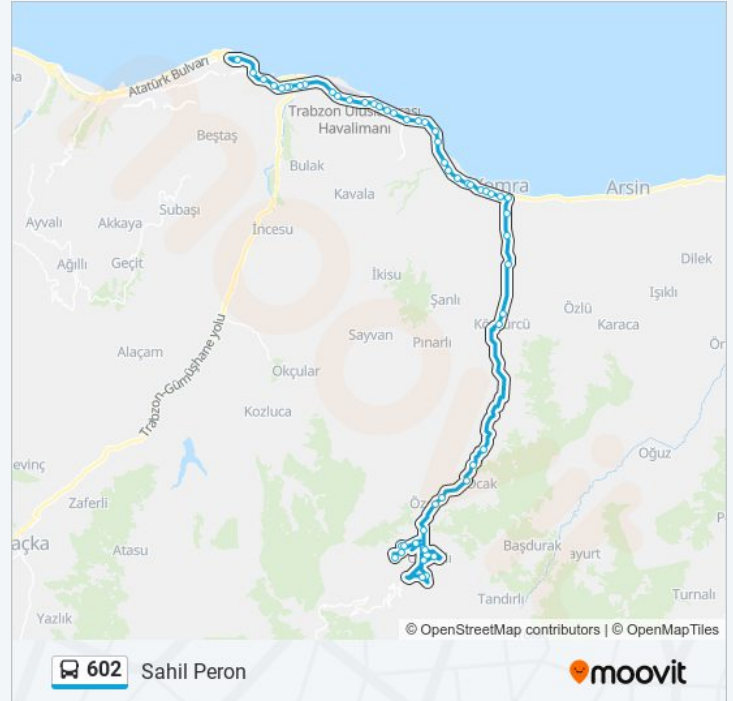 Atatürk Bulvarı
Beştaş
Trabzon Uluslararası
Havalimanı
Bulak
Yomra
Arsin
Kavala
Subaşı
Akkaya
Ayvalı
İncesu
Geçit
Ağıllı
Dilek
İkisu
Işıklı
Şanlı
Özlü
Karaca
Sayvan
Pınarlı
Alaçam
Okçular
Trabzon-Gümüşhane yolu
Kozluca
Oğuz
Ocak
Zaferli
Atasu
Başdurak
Tandırlı
Turnalı
Yazlık
© OpenStreetMap contributors | © OpenMapTiles
602 Sahil Peron
moovit